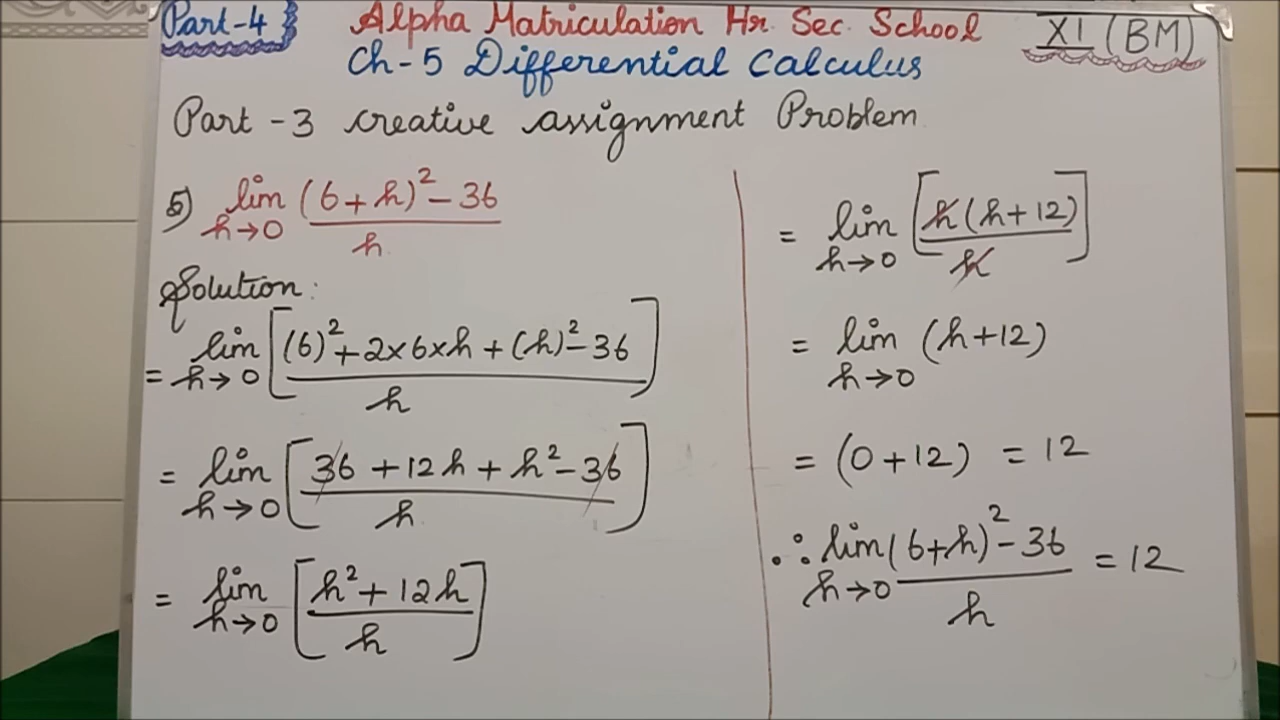 Part-4 Alpha Matriculation Hr. Sec. School XI (BM)
Ch-5 Differential Calculus
Part-3 creative assignment Problem
5) lim h→0 (6+h)²-36 / h
Solution:
= lim h→0 [(6)²+2×6×h+(h)²-36 / h]
= lim h→0 [36+12h+h²-36 / h]
= lim h→0 [h²+12h / h]
= lim h→0 [h(h+12) / h]
= lim h→0 (h+12)
= (0+12) = 12
∴ lim h→0 (6+h)²-36 / h = 12